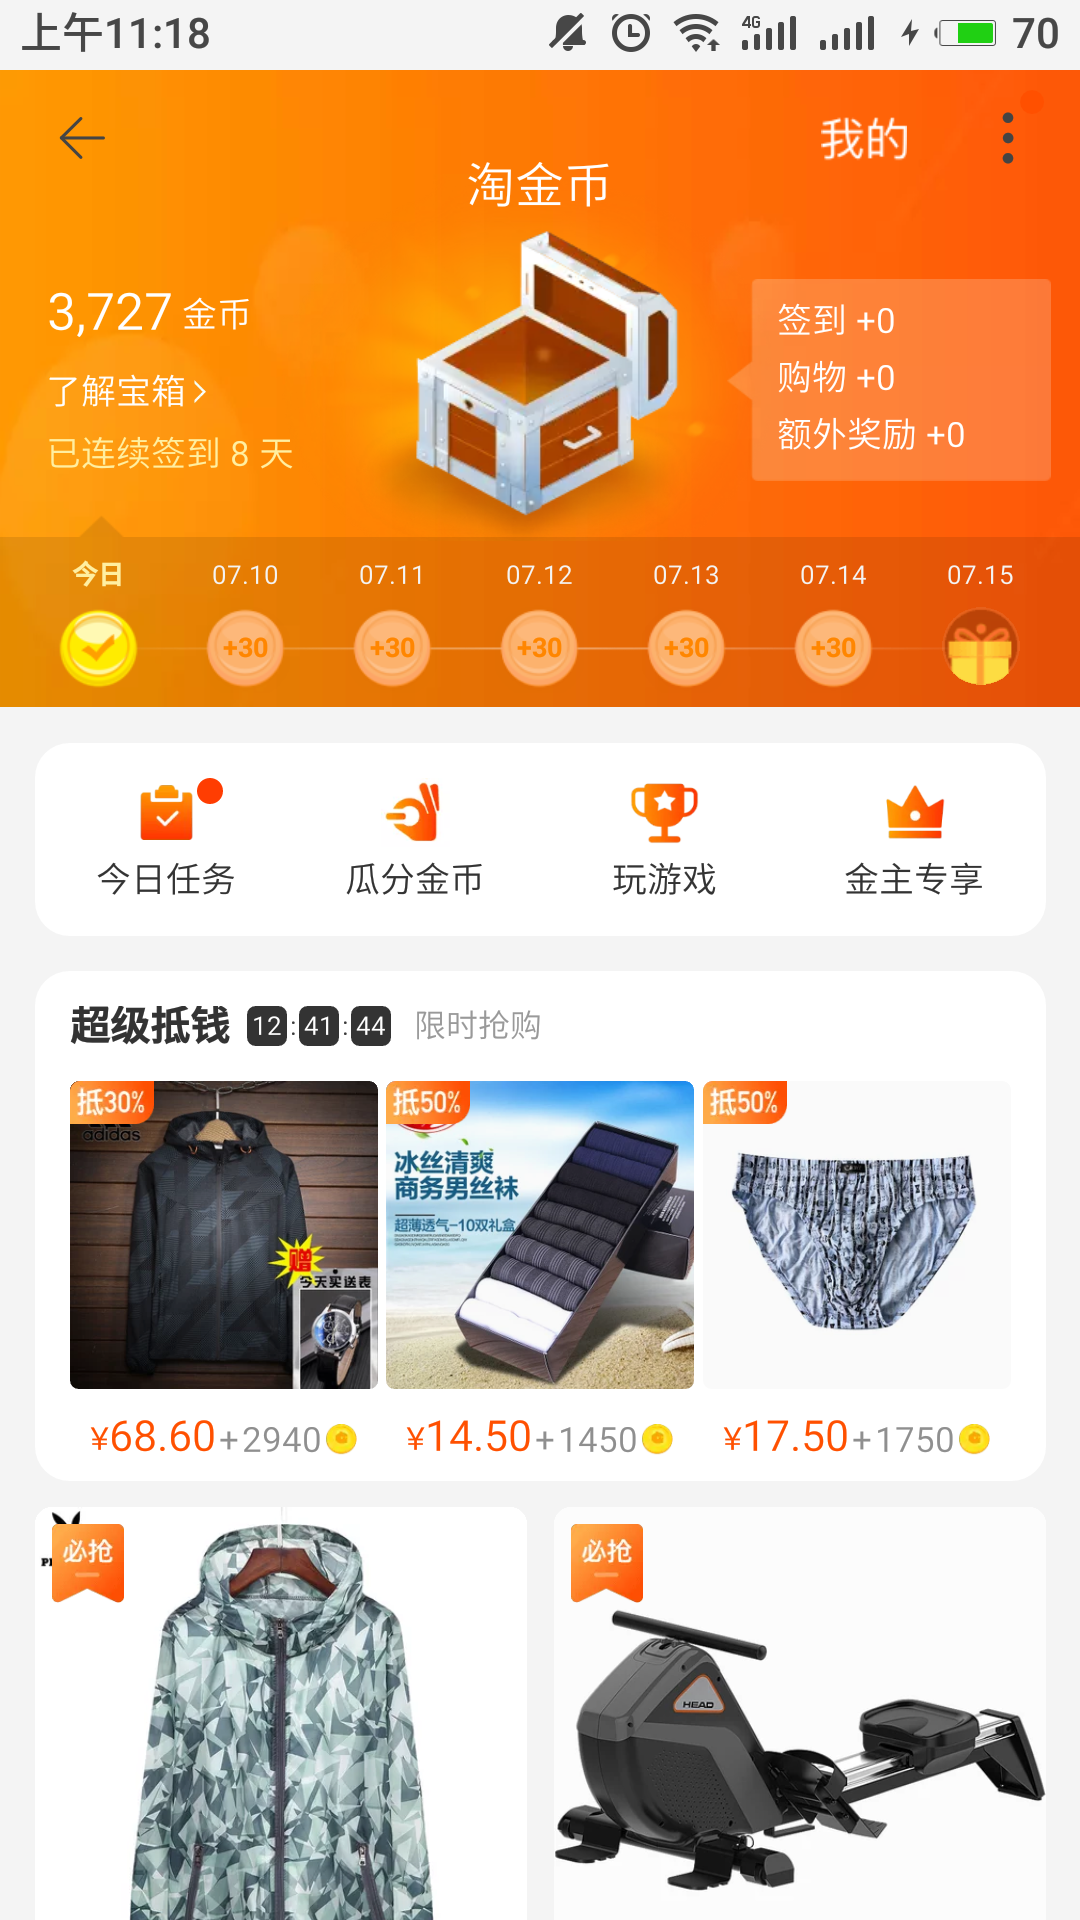 上午11:18
4G
70
我的
淘金币
3,727 金币
了解宝箱
已连续签到 8 天
签到 +0
购物 +0
额外奖励 +0
今日 07.10 07.11 07.12 07.13 07.14 07.15
+30 +30 +30 +30 +30
今日任务 瓜分金币 玩游戏 金主专享
超级抵钱 12:41:44 限时抢购
抵30%
adidas
赠
今天买送表
抵50%
冰丝清爽
商务男丝袜
超薄透气-10双礼盒
抵50%
¥68.60+2940 ¥14.50+1450 ¥17.50+1750
必抢
必抢
HEAD